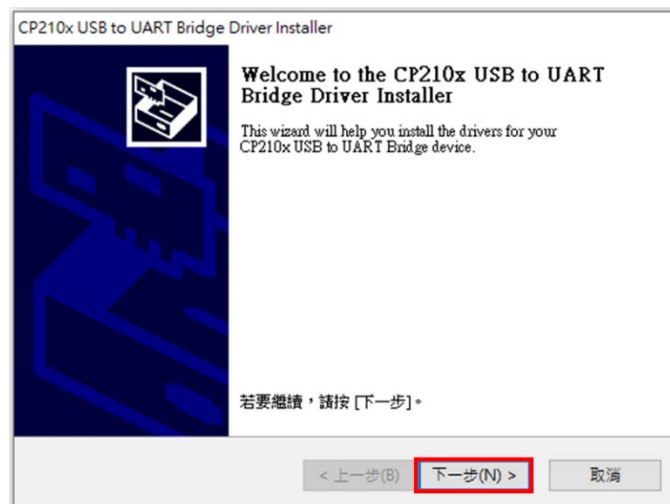 CP210x USB to UART Bridge Driver Installer
Welcome to the CP210x USB to UART
Bridge Driver Installer
This wizard will help you install the drivers for your
CP210x USB to UART Bridge device.
若要繼續，請按 [下一步]。
< 上一步(B) 下一步(N) > 取消